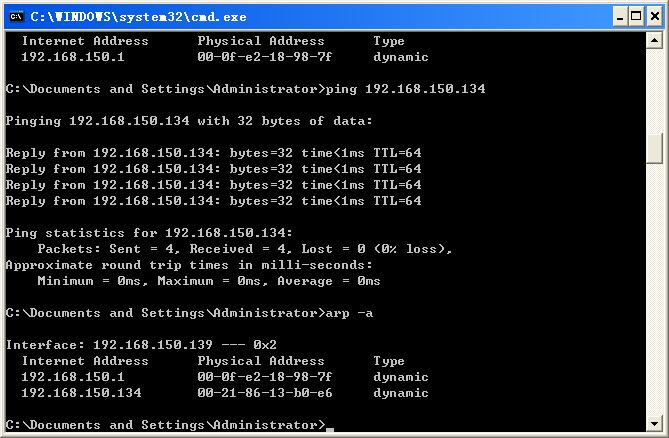 C:\WINDOWS\system32\cmd.exe
Internet Address Physical Address Type
192.168.150.1 00-0f-e2-18-98-7f dynamic
C:\Documents and Settings\Administrator>ping 192.168.150.134
Pinging 192.168.150.134 with 32 bytes of data:
Reply from 192.168.150.134: bytes=32 time<1ms TTL=64
Reply from 192.168.150.134: bytes=32 time<1ms TTL=64
Reply from 192.168.150.134: bytes=32 time<1ms TTL=64
Reply from 192.168.150.134: bytes=32 time<1ms TTL=64
Ping statistics for 192.168.150.134:
Packets: Sent = 4, Received = 4, Lost = 0 (0% loss),
Approximate round trip times in milli-seconds:
Minimum = 0ms, Maximum = 0ms, Average = 0ms
C:\Documents and Settings\Administrator>arp -a
Interface: 192.168.150.139 --- 0x2
Internet Address Physical Address Type
192.168.150.1 00-0f-e2-18-98-7f dynamic
192.168.150.134 00-21-86-13-b0-e6 dynamic
C:\Documents and Settings\Administrator>_